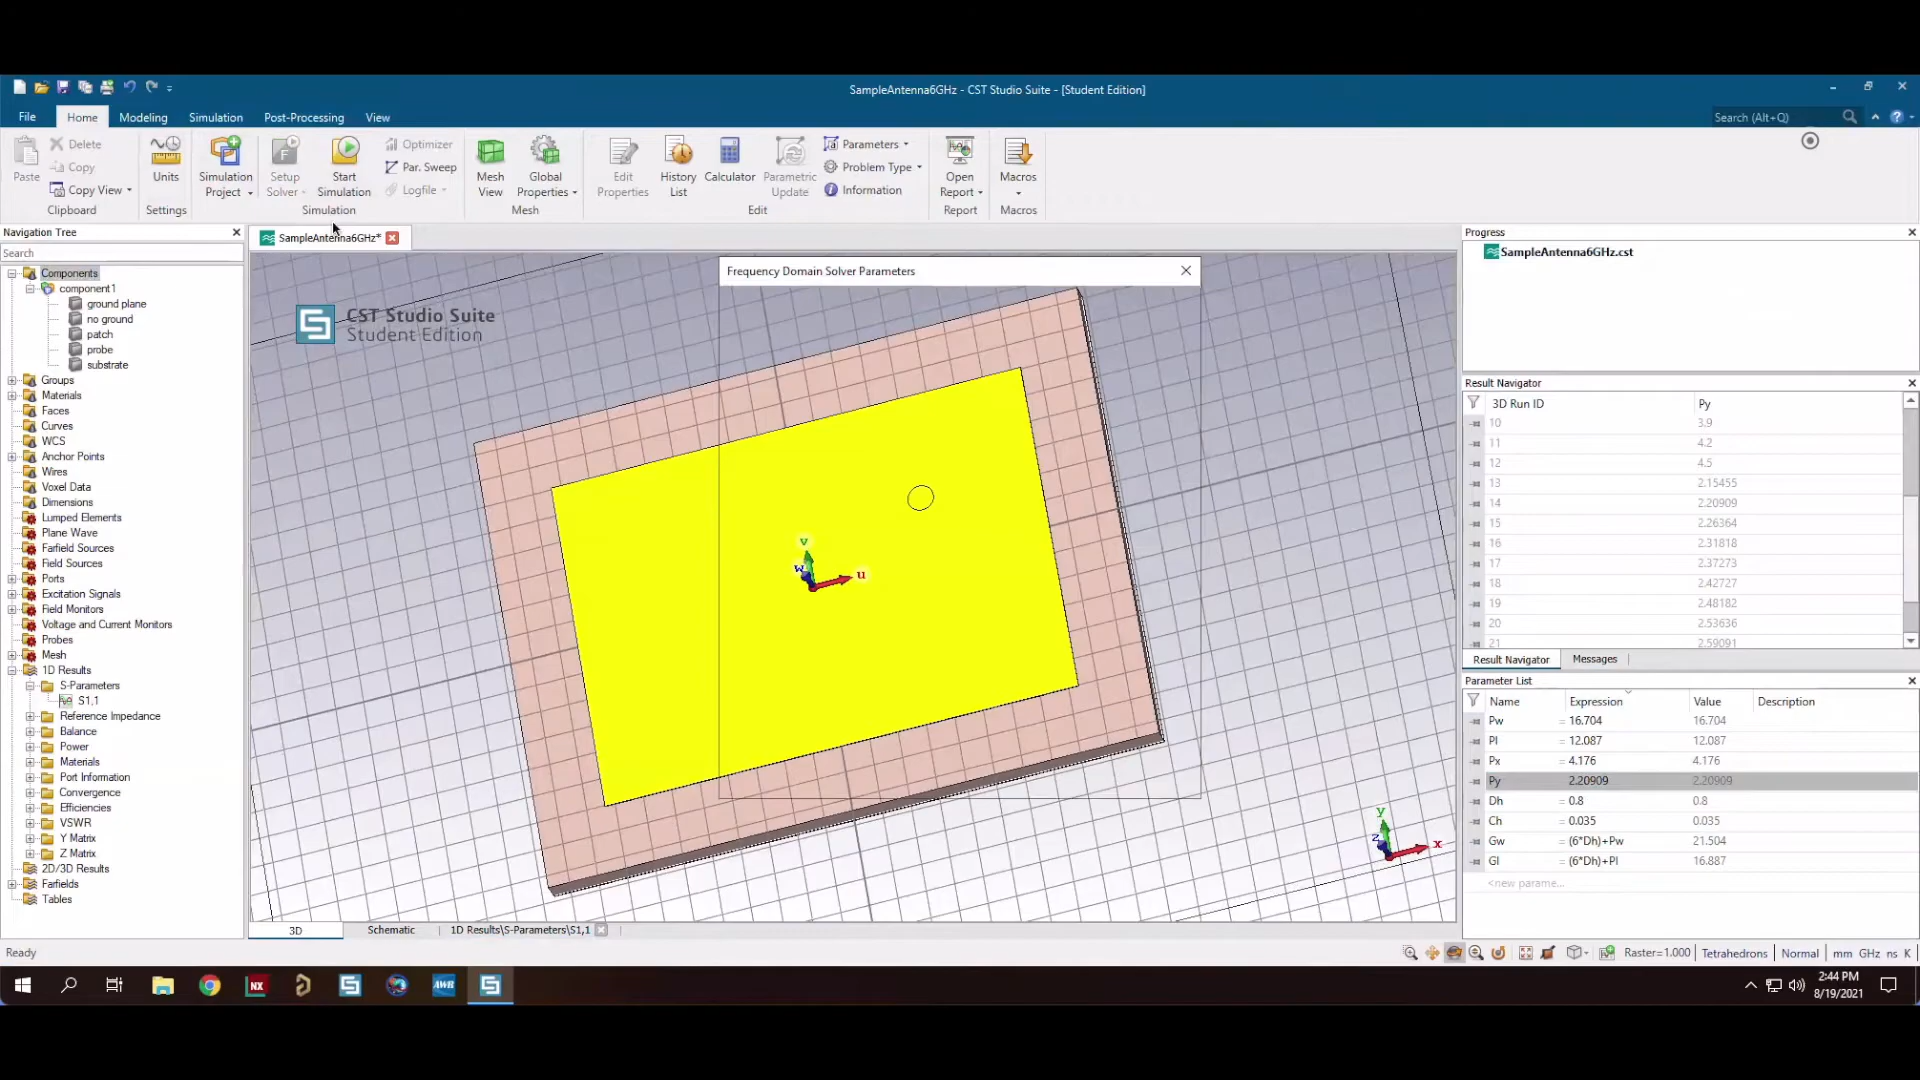 SampleAntenna6GHz - CST Studio Suite - [Student Edition]
File Home Modeling Simulation Post-Processing View
Search (Alt+Q)
Paste
Delete
Copy
Copy View
Clipboard
Units
Settings
Simulation Project
Setup Solver
Start Simulation
Optimizer
Par. Sweep
Logfile
Simulation
Mesh View
Global Properties
Mesh
Edit Properties
History List
Calculator
Parametric Update
Parameters
Problem Type
Information
Edit
Open Report
Report
Macros
Macros
Navigation Tree
Search
Components
component1
ground plane
no ground
patch
probe
substrate
Groups
Materials
Faces
Curves
WCS
Anchor Points
Wires
Voxel Data
Dimensions
Lumped Elements
Plane Wave
Farfield Sources
Field Sources
Ports
Excitation Signals
Field Monitors
Voltage and Current Monitors
Probes
Mesh
1D Results
S-Parameters
S1,1
Reference Impedance
Balance
Power
Materials
Port Information
Convergence
Efficiencies
VSWR
Y Matrix
Z Matrix
2D/3D Results
Farfields
Tables
SampleAntenna6GHz*
Frequency Domain Solver Parameters
CST Studio Suite
Student Edition
v
w
u
y
z
x
3D Schematic 1D Results\S-Parameters\S1,1
Progress
SampleAntenna6GHz.cst
Result Navigator
3D Run ID Py
10 3.9
11 4.2
12 4.5
13 2.15455
14 2.20909
15 2.26364
16 2.31818
17 2.37273
18 2.42727
19 2.48182
20 2.53636
21 2.59091
Result Navigator Messages
Parameter List
Name Expression Value Description
Pw = 16.704 16.704
Pl = 12.087 12.087
Px = 4.176 4.176
Py = 2.20909 2.20909
Dh = 0.8 0.8
Ch = 0.035 0.035
Gw = (6*Dh)+Pw 21.504
Gl = (6*Dh)+Pl 16.887
<new parame...
Ready
Raster=1.000 Tetrahedrons Normal mm GHz ns K
NX
AWR
2:44 PM
8/19/2021